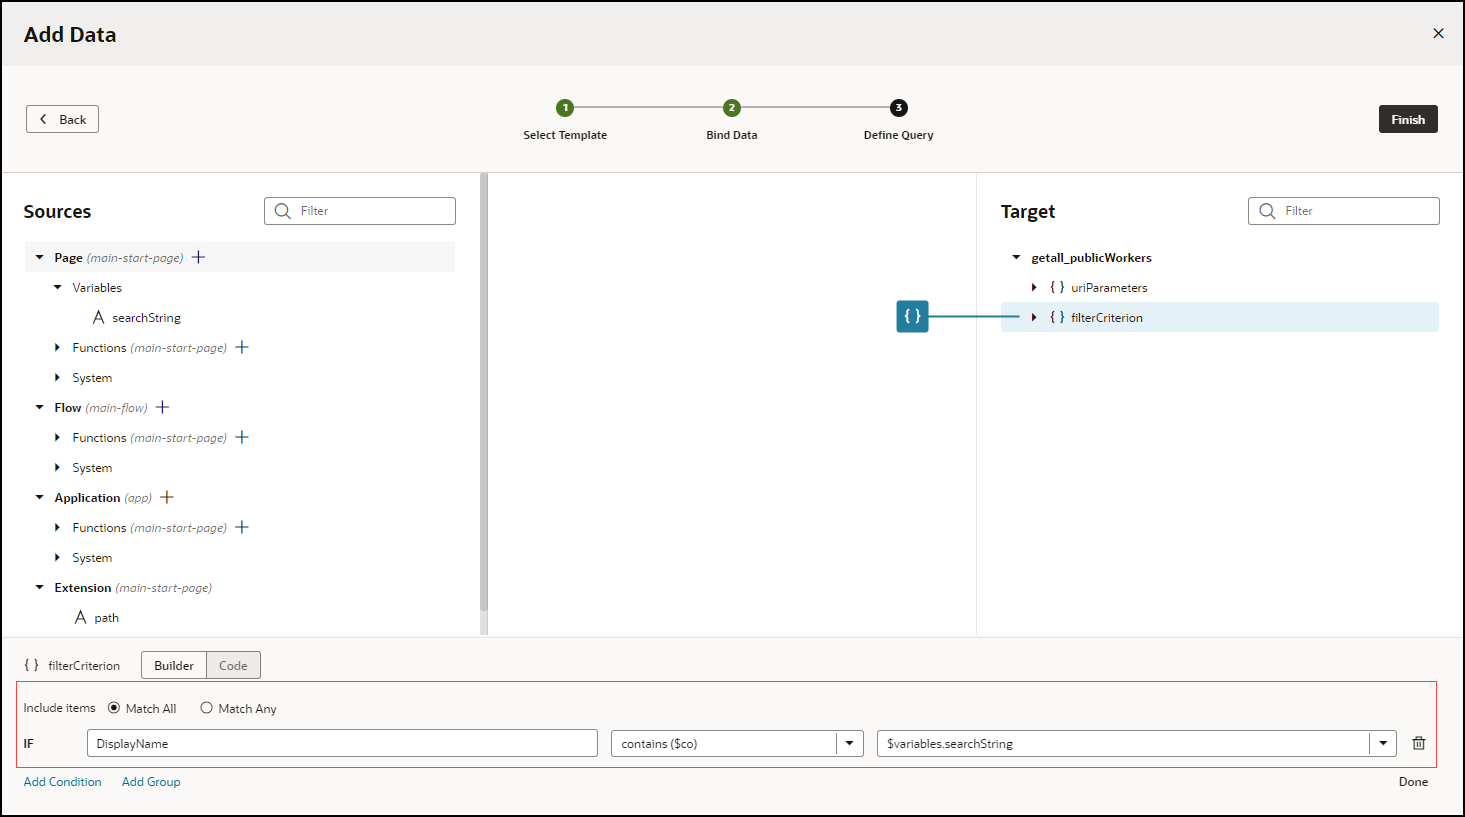 Add Data
Back
1
2
3
Select Template
Bind Data
Define Query
Finish
Sources
Filter
Page (main-start-page)
Variables
searchString
Functions (main-start-page)
System
Flow (main-flow)
Functions (main-start-page)
System
Application (app)
Functions (main-start-page)
System
Extension (main-start-page)
path
Target
Filter
getall_publicWorkers
{ } uriParameters
{ }
{ } filterCriterion
{ } filterCriterion
Builder
Code
Include items
Match All
Match Any
IF
DisplayName
contains ($co)
$variables.searchString
Add Condition
Add Group
Done